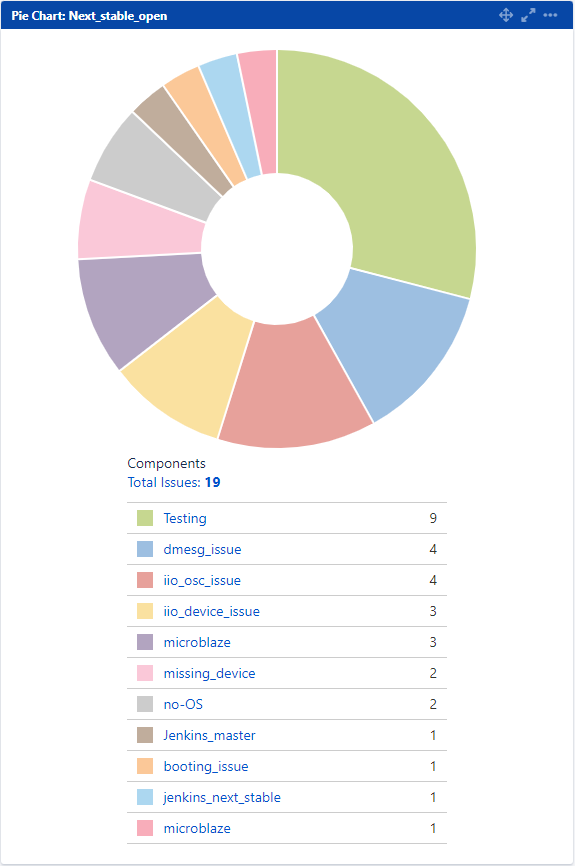 Pie Chart: Next_stable_open
Components
Total Issues: 19
Testing 9
dmesg_issue 4
iio_osc_issue 4
iio_device_issue 3
microblaze 3
missing_device 2
no-OS 2
Jenkins_master 1
booting_issue 1
jenkins_next_stable 1
microblaze 1